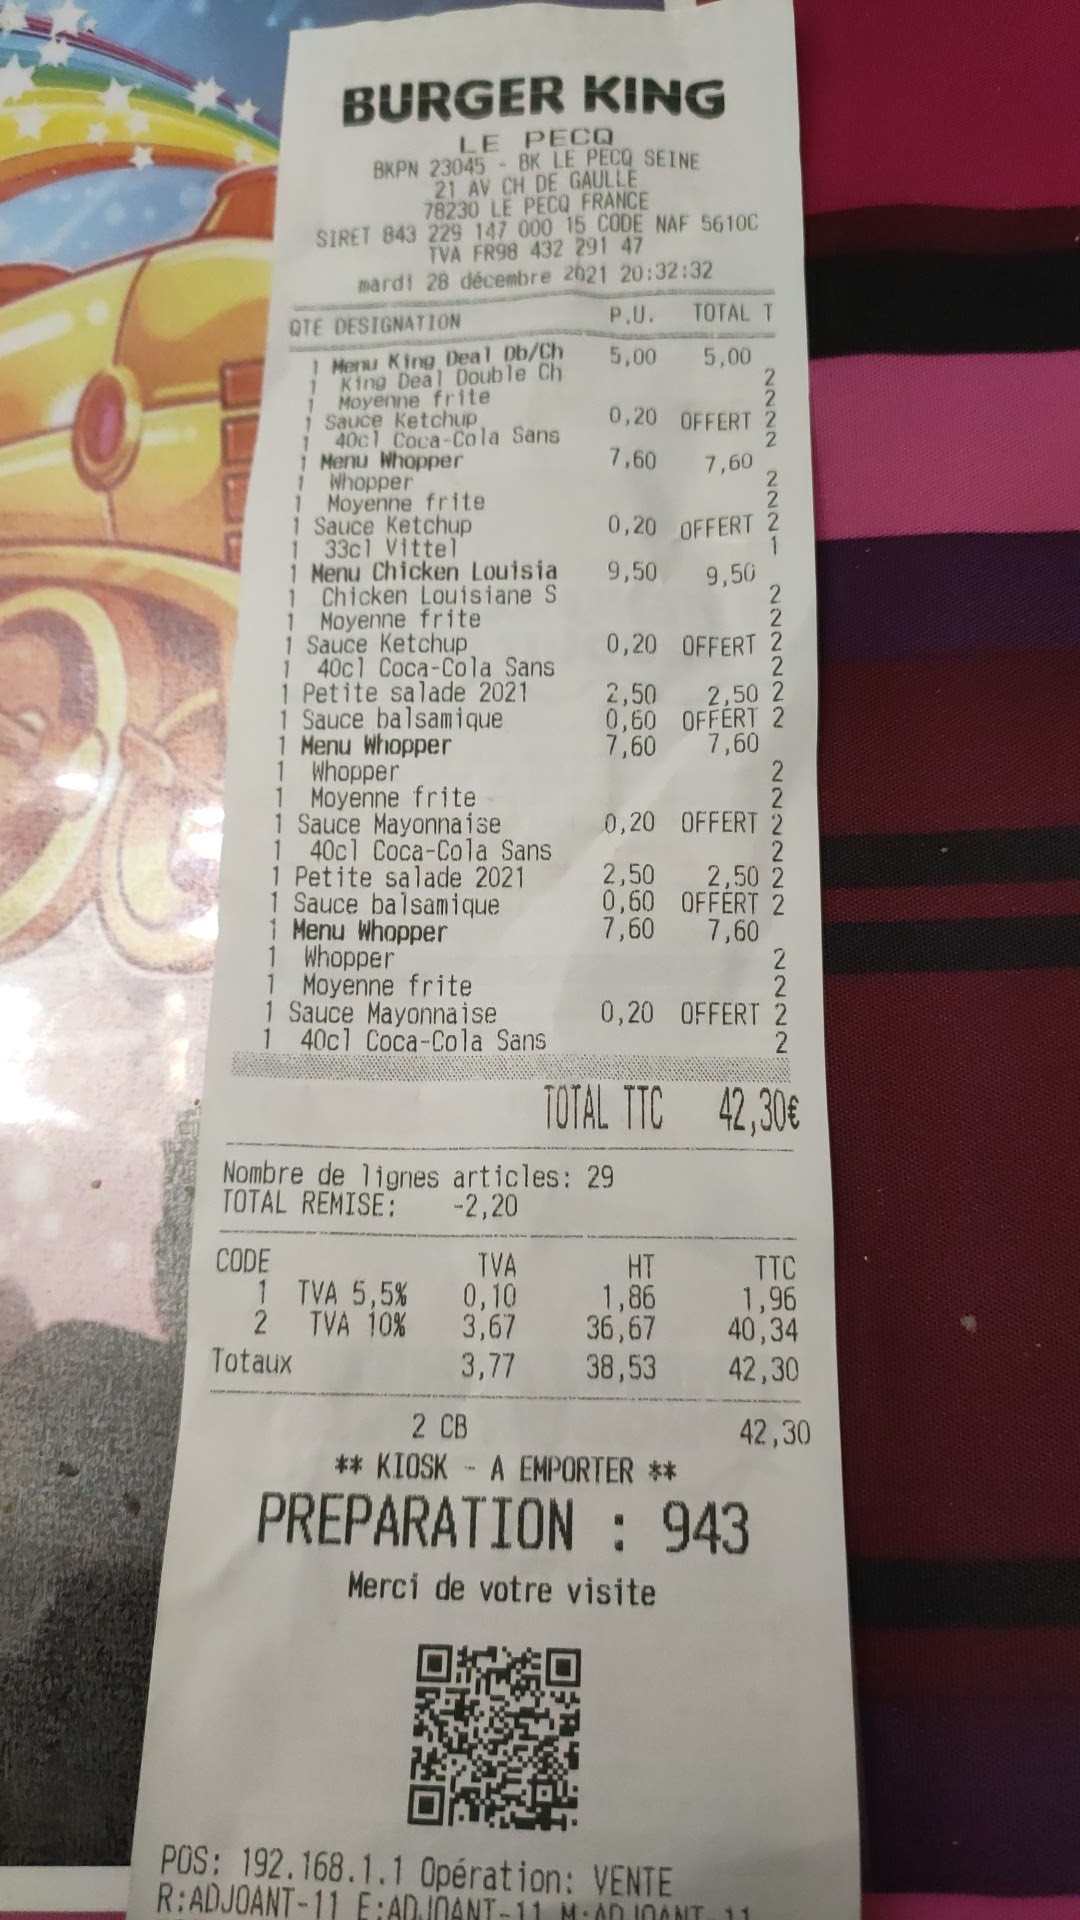 BURGER KING
LE PECQ
BKPN 23045 - BK LE PECQ SEINE
21 AV CH DE GAULLE
78230 LE PECQ FRANCE
SIRET 843 229 147 000 15 CODE NAF 5610C
TVA FR98 432 291 47
mardi 28 décembre 2021 20:32:32
QTE DESIGNATION P.U. TOTAL T
1 Menu King Deal Db/Ch 5,00 5,00
1 King Deal Double Ch 2
1 Moyenne frite 2
1 Sauce Ketchup 0,20 OFFERT 2
1 40cl Coca-Cola Sans 2
1 Menu Whopper 7,60 7,60
1 Whopper 2
1 Moyenne frite 2
1 Sauce Ketchup 0,20 OFFERT 2
1 33cl Vittel 1
1 Menu Chicken Louisia 9,50 9,50
1 Chicken Louisiane S 2
1 Moyenne frite 2
1 Sauce Ketchup 0,20 OFFERT 2
1 40cl Coca-Cola Sans 2
1 Petite salade 2021 2,50 2,50 2
1 Sauce balsamique 0,60 OFFERT 2
1 Menu Whopper 7,60 7,60
1 Whopper 2
1 Moyenne frite 2
1 Sauce Mayonnaise 0,20 OFFERT 2
1 40cl Coca-Cola Sans 2
1 Petite salade 2021 2,50 2,50 2
1 Sauce balsamique 0,60 OFFERT 2
1 Menu Whopper 7,60 7,60
1 Whopper 2
1 Moyenne frite 2
1 Sauce Mayonnaise 0,20 OFFERT 2
1 40cl Coca-Cola Sans 2
TOTAL TTC 42,30€
Nombre de lignes articles: 29
TOTAL REMISE: -2,20
CODE TVA HT TTC
1 TVA 5,5% 0,10 1,86 1,96
2 TVA 10% 3,67 36,67 40,34
Totaux 3,77 38,53 42,30
2 CB 42,30
** KIOSK - A EMPORTER **
PREPARATION : 943
Merci de votre visite
POS: 192.168.1.1 Opération: VENTE
R:ADJOANT-11 E:ADJOANT-11 M:ADJOANT-11